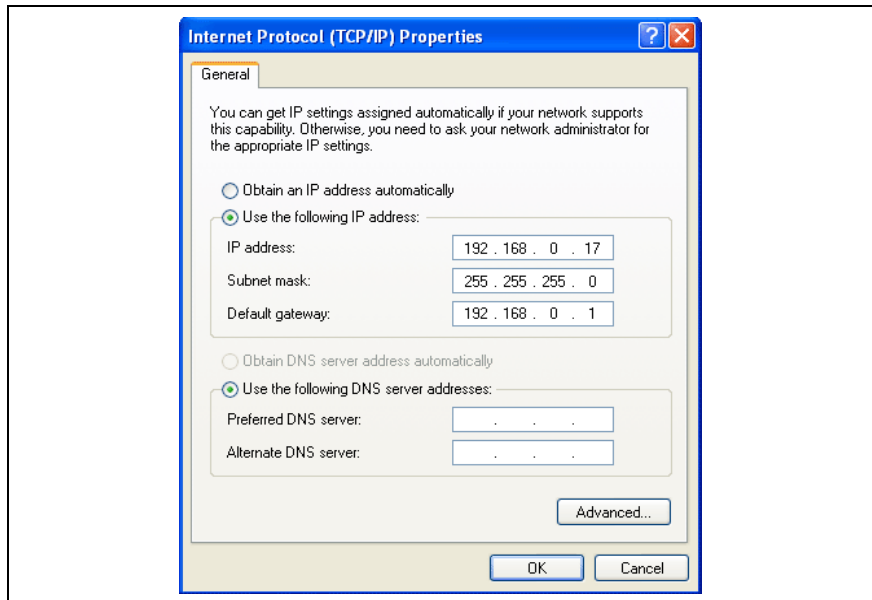 Internet Protocol (TCP/IP) Properties
General
You can get IP settings assigned automatically if your network supports
this capability. Otherwise, you need to ask your network administrator for
the appropriate IP settings.
Obtain an IP address automatically
Use the following IP address:
IP address: 192 . 168 . 0 . 17
Subnet mask: 255 . 255 . 255 . 0
Default gateway: 192 . 168 . 0 . 1
Obtain DNS server address automatically
Use the following DNS server addresses:
Preferred DNS server: . . .
Alternate DNS server: . . .
Advanced...
OK Cancel